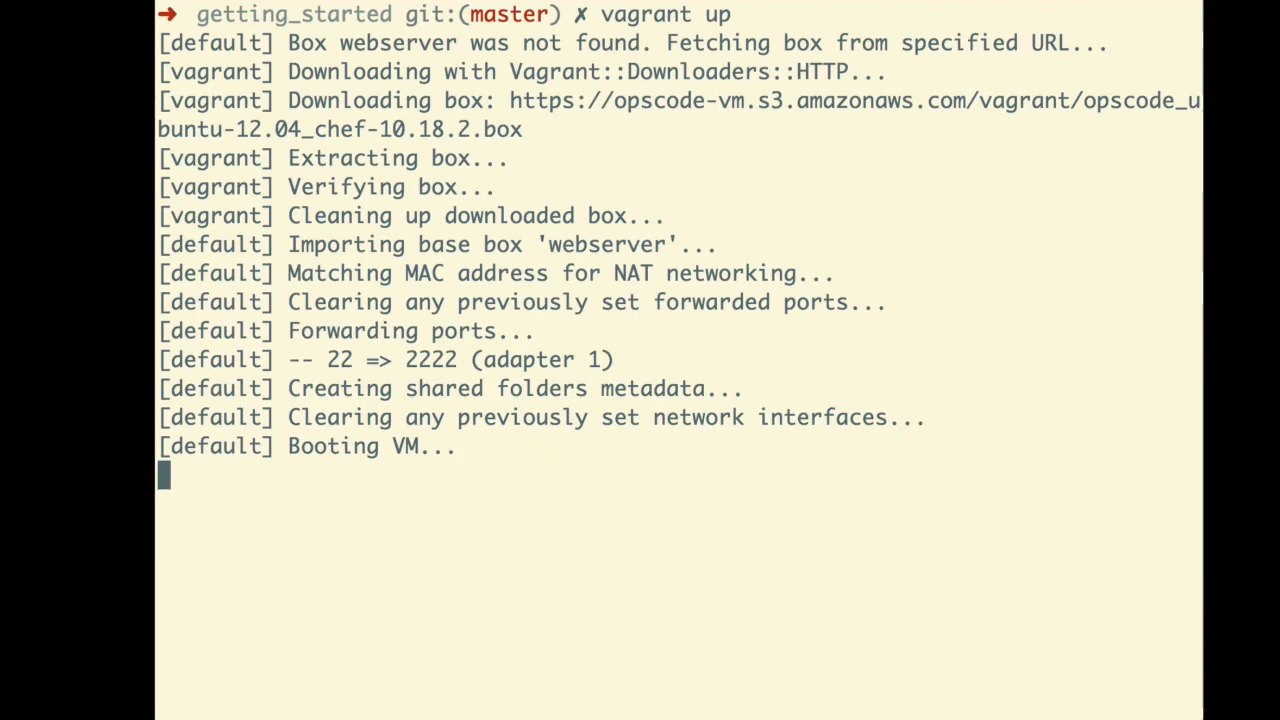 ➜  getting_started git:(master) ✗ vagrant up
[default] Box webserver was not found. Fetching box from specified URL...
[vagrant] Downloading with Vagrant::Downloaders::HTTP...
[vagrant] Downloading box: https://opscode-vm.s3.amazonaws.com/vagrant/opscode_u
buntu-12.04_chef-10.18.2.box
[vagrant] Extracting box...
[vagrant] Verifying box...
[vagrant] Cleaning up downloaded box...
[default] Importing base box 'webserver'...
[default] Matching MAC address for NAT networking...
[default] Clearing any previously set forwarded ports...
[default] Forwarding ports...
[default] -- 22 => 2222 (adapter 1)
[default] Creating shared folders metadata...
[default] Clearing any previously set network interfaces...
[default] Booting VM...